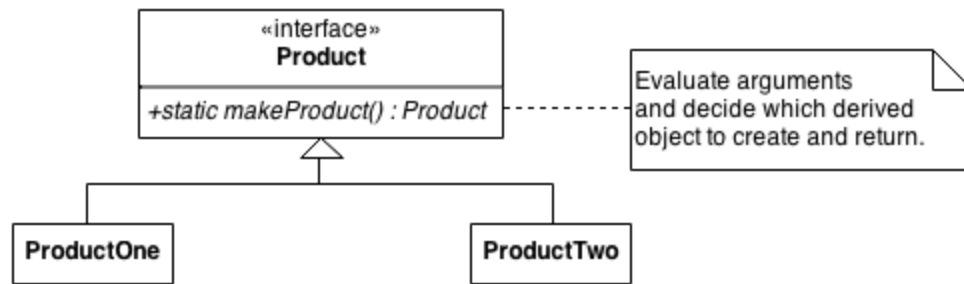 «interface»
Product
+static makeProduct() : Product
Evaluate arguments
and decide which derived
object to create and return.
ProductOne
ProductTwo